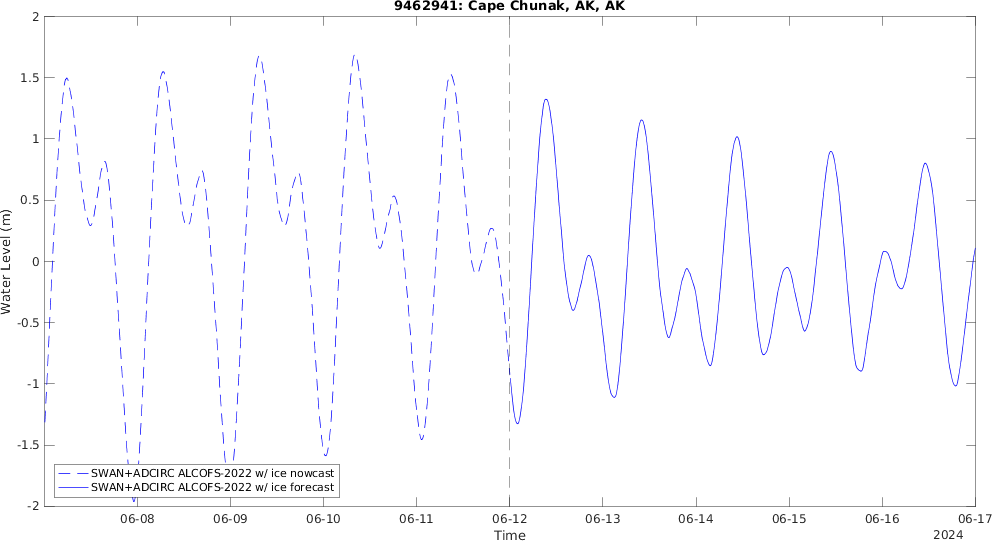 9462941: Cape Chunak, AK, AK
2
1.5
1
0.5
0
-0.5
-1
-1.5
-2
Water Level (m)
SWAN+ADCIRC ALCOFS-2022 w/ ice nowcast
SWAN+ADCIRC ALCOFS-2022 w/ ice forecast
06-08 06-09 06-10 06-11 06-12 06-13 06-14 06-15 06-16 06-17
Time
2024